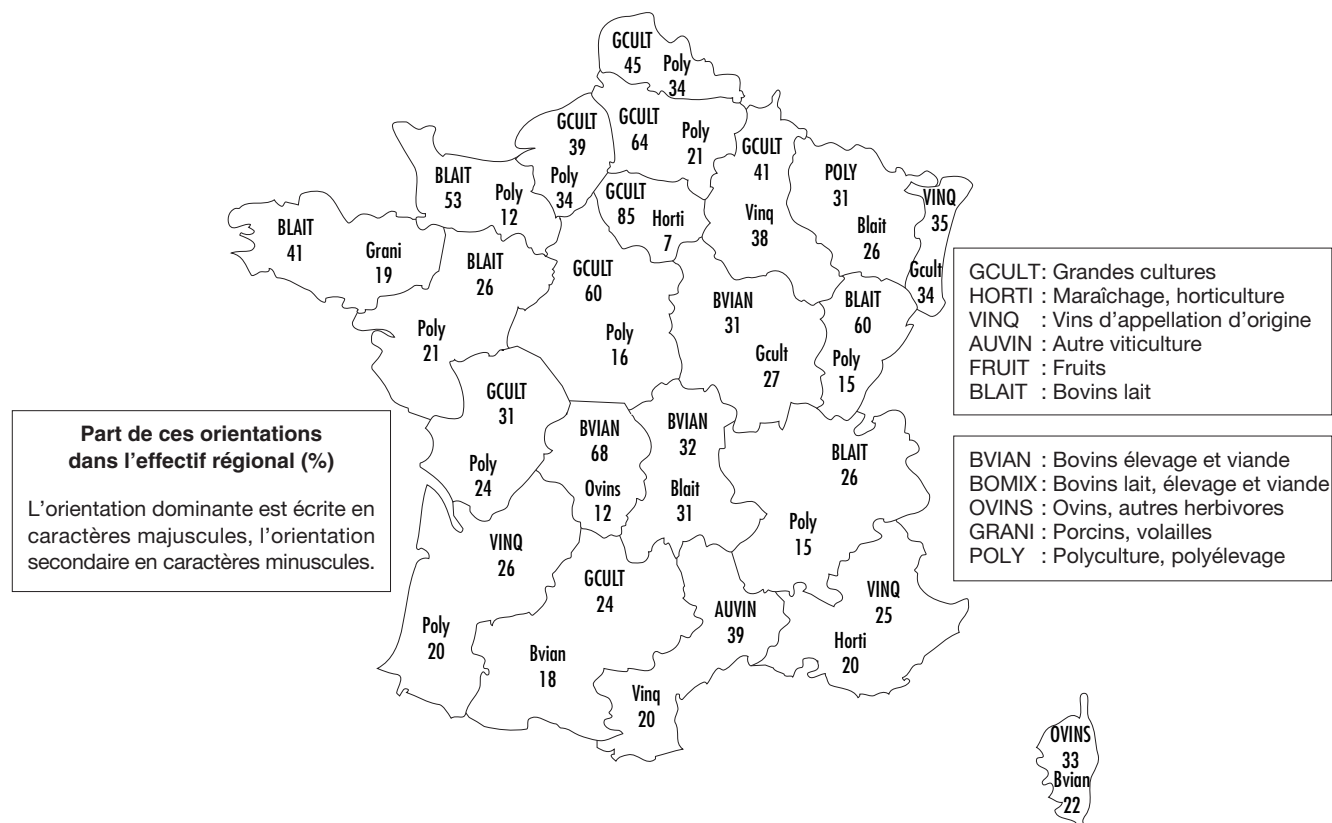 GCULT
45
Poly
34
GCULT
39
Poly
34
GCULT
64
Poly
21
GCULT
41
Vinq
38
POLY
31
Blait
26
VINQ
35
Gcult
34
BLAIT
53
Poly
12
GCULT
85
Horti
7
BLAIT
41
Grani
19
BLAIT
26
Poly
21
GCULT
60
Poly
16
BVIAN
31
Gcult
27
BLAIT
60
Poly
15
GCULT
31
Poly
24
BVIAN
68
Ovins
12
BVIAN
32
Blait
31
BLAIT
26
Poly
15
VINQ
26
Poly
20
GCULT
24
Bvian
18
AUVIN
39
Vinq
20
VINQ
25
Horti
20
OVINS
33
Bvian
22
Part de ces orientations
dans l'effectif régional (%)
L'orientation dominante est écrite en
caractères majuscules, l'orientation
secondaire en caractères minuscules.
GCULT : Grandes cultures
HORTI : Maraîchage, horticulture
VINQ : Vins d'appellation d'origine
AUVIN : Autre viticulture
FRUIT : Fruits
BLAIT : Bovins lait
BVIAN : Bovins élevage et viande
BOMIX : Bovins lait, élevage et viande
OVINS : Ovins, autres herbivores
GRANI : Porcins, volailles
POLY : Polyculture, polyélevage